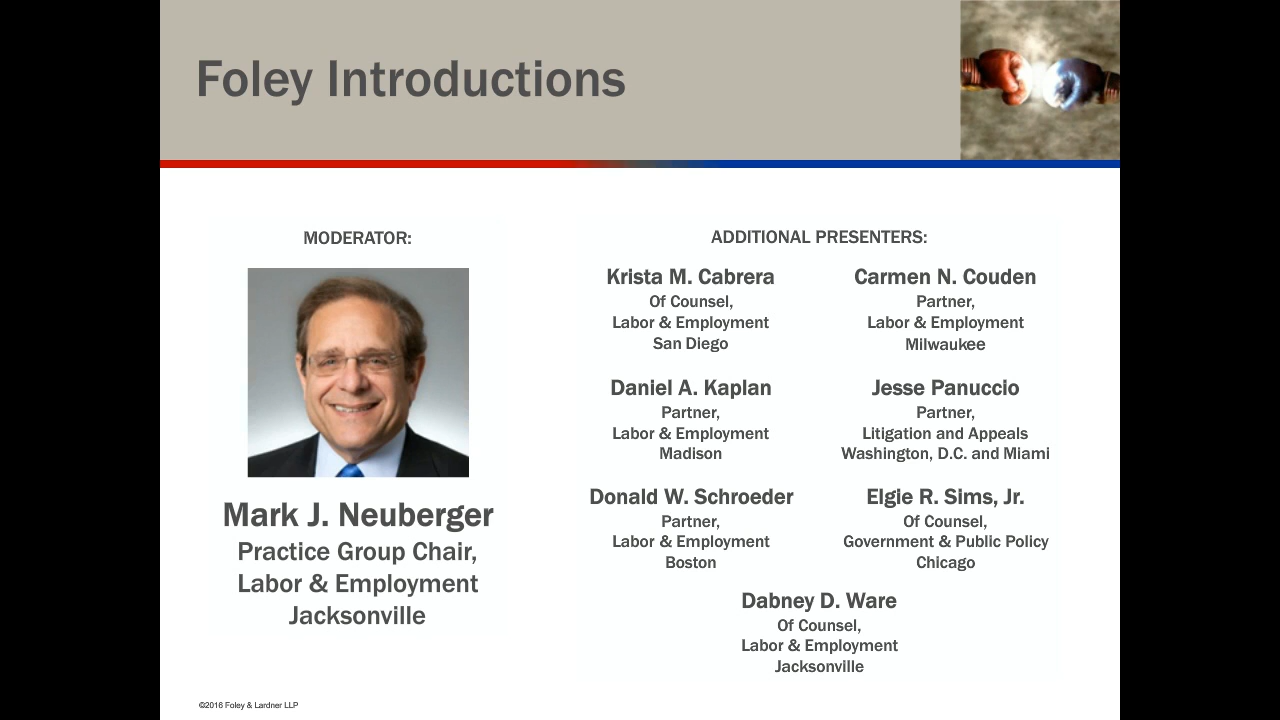 Foley Introductions
MODERATOR:
Mark J. Neuberger
Practice Group Chair,
Labor & Employment
Jacksonville
ADDITIONAL PRESENTERS:
Krista M. Cabrera
Of Counsel,
Labor & Employment
San Diego
Carmen N. Couden
Partner,
Labor & Employment
Milwaukee
Daniel A. Kaplan
Partner,
Labor & Employment
Madison
Jesse Panuccio
Partner,
Litigation and Appeals
Washington, D.C. and Miami
Donald W. Schroeder
Partner,
Labor & Employment
Boston
Elgie R. Sims, Jr.
Of Counsel,
Government & Public Policy
Chicago
Dabney D. Ware
Of Counsel,
Labor & Employment
Jacksonville
©2016 Foley & Lardner LLP